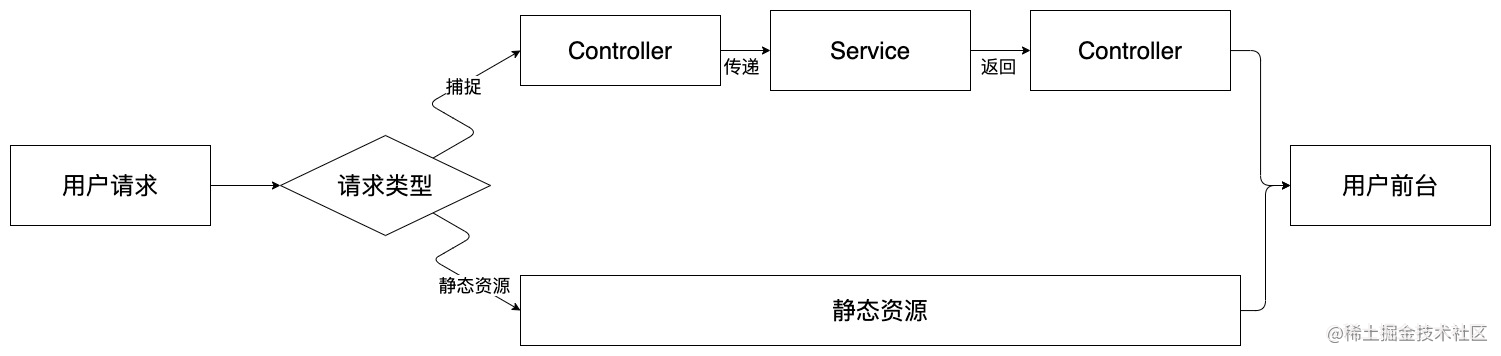 用户请求
请求类型
捕捉
Controller
传递
Service
返回
Controller
静态资源
静态资源
用户前台
@稀土掘金技术社区